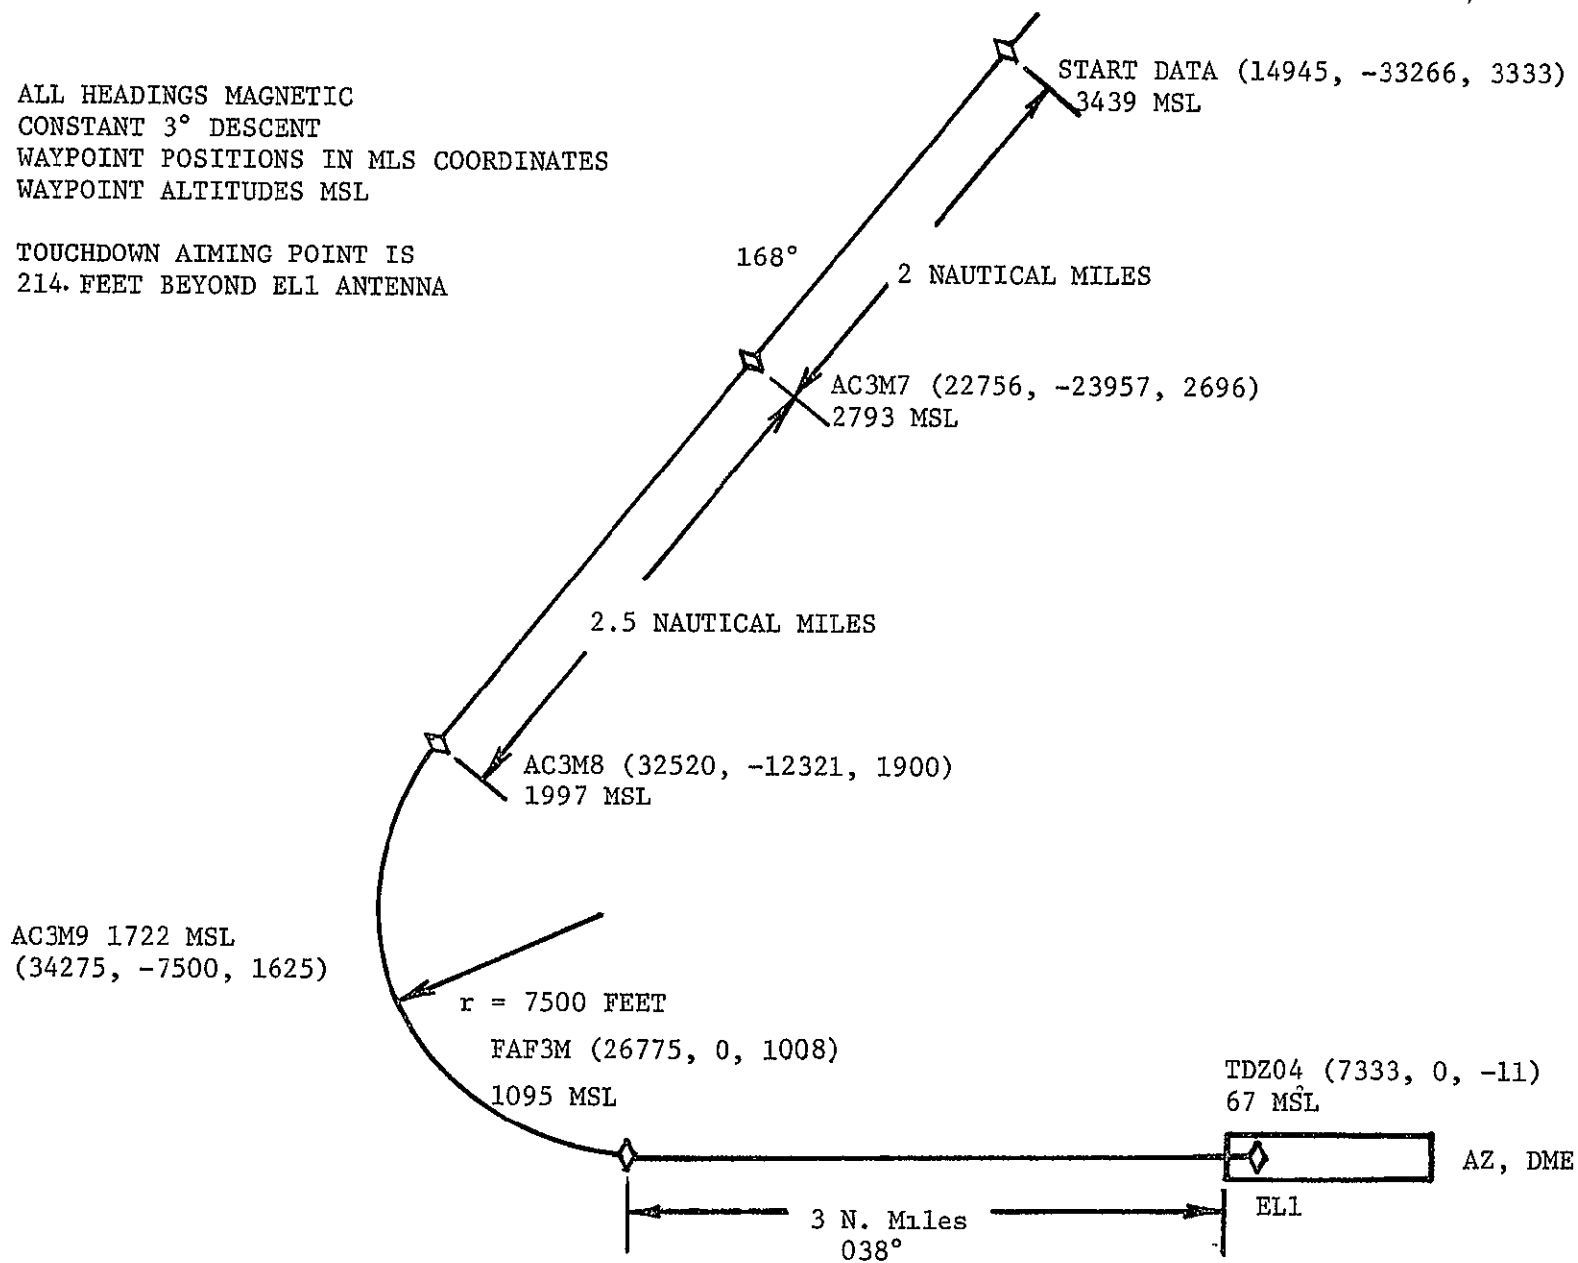 ALL HEADINGS MAGNETIC
CONSTANT 3° DESCENT
WAYPOINT POSITIONS IN MLS COORDINATES
WAYPOINT ALTITUDES MSL
TOUCHDOWN AIMING POINT IS
214. FEET BEYOND EL1 ANTENNA
START DATA (14945, -33266, 3333)
3439 MSL
168°
2 NAUTICAL MILES
AC3M7 (22756, -23957, 2696)
2793 MSL
2.5 NAUTICAL MILES
AC3M8 (32520, -12321, 1900)
1997 MSL
AC3M9 1722 MSL
(34275, -7500, 1625)
r = 7500 FEET
FAF3M (26775, 0, 1008)
1095 MSL
TDZ04 (7333, 0, -11)
67 MSL
AZ, DME
EL1
3 N. Miles
038°